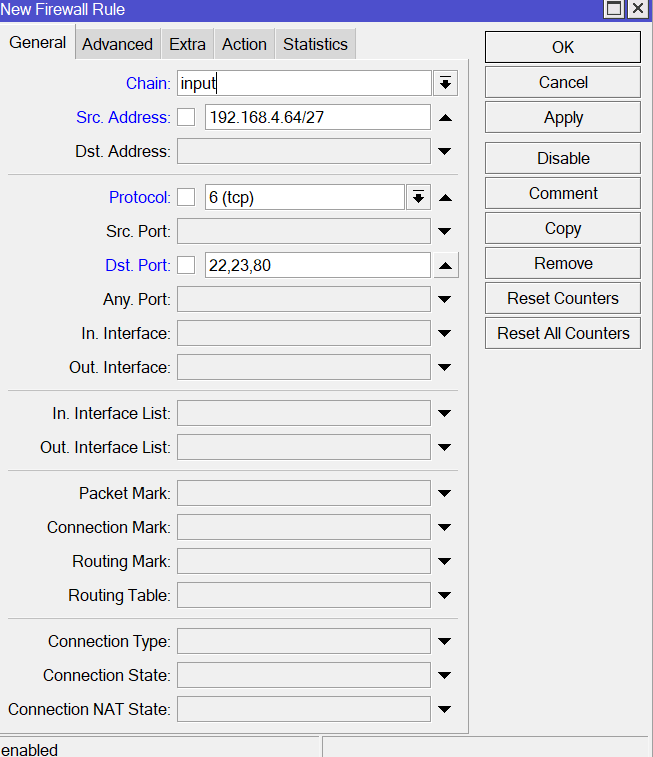 New Firewall Rule
General Advanced Extra Action Statistics
Chain: input
Src. Address: 192.168.4.64/27
Dst. Address:
Protocol: 6 (tcp)
Src. Port:
Dst. Port: 22,23,80
Any. Port:
In. Interface:
Out. Interface:
In. Interface List:
Out. Interface List:
Packet Mark:
Connection Mark:
Routing Mark:
Routing Table:
Connection Type:
Connection State:
Connection NAT State:
OK
Cancel
Apply
Disable
Comment
Copy
Remove
Reset Counters
Reset All Counters
enabled